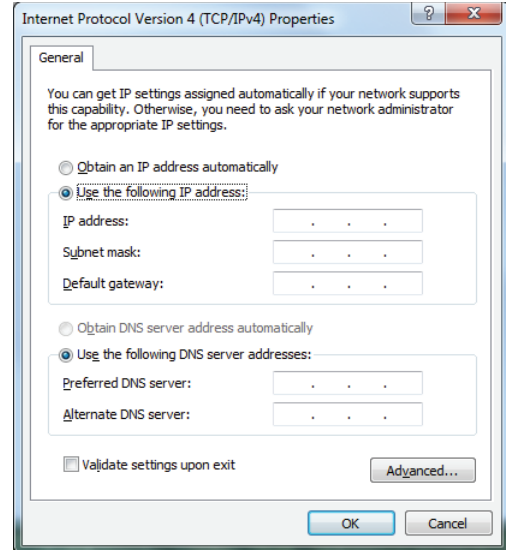 Internet Protocol Version 4 (TCP/IPv4) Properties
General
You can get IP settings assigned automatically if your network supports
this capability. Otherwise, you need to ask your network administrator
for the appropriate IP settings.
Obtain an IP address automatically
Use the following IP address:
IP address: . . .
Subnet mask: . . .
Default gateway: . . .
Obtain DNS server address automatically
Use the following DNS server addresses:
Preferred DNS server: . . .
Alternate DNS server: . . .
Validate settings upon exit
Advanced...
OK Cancel